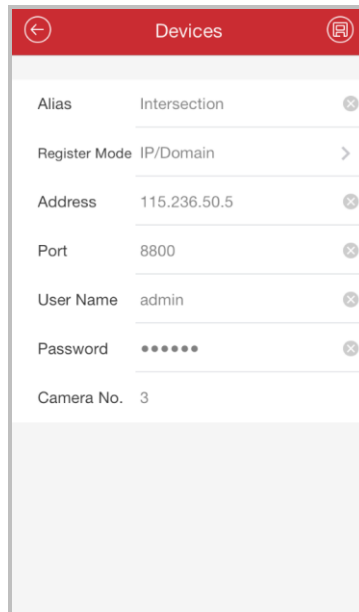 Devices
Alias Intersection
Register Mode IP/Domain
Address 115.236.50.5
Port 8800
User Name admin
Password ●●●●●●
Camera No. 3